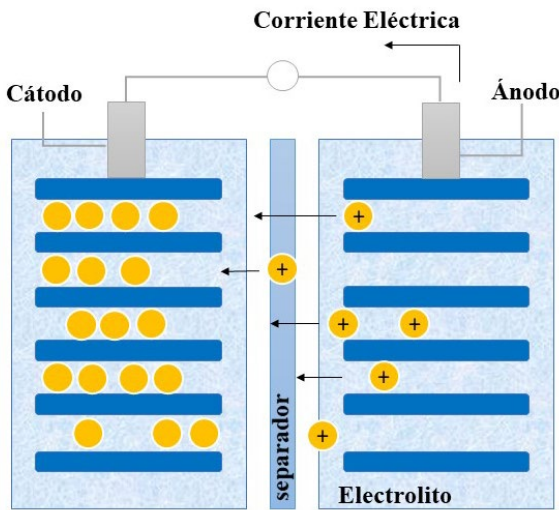 Corriente Eléctrica
Cátodo
Ánodo
+
+
+
+
+
+
separador
Electrolito